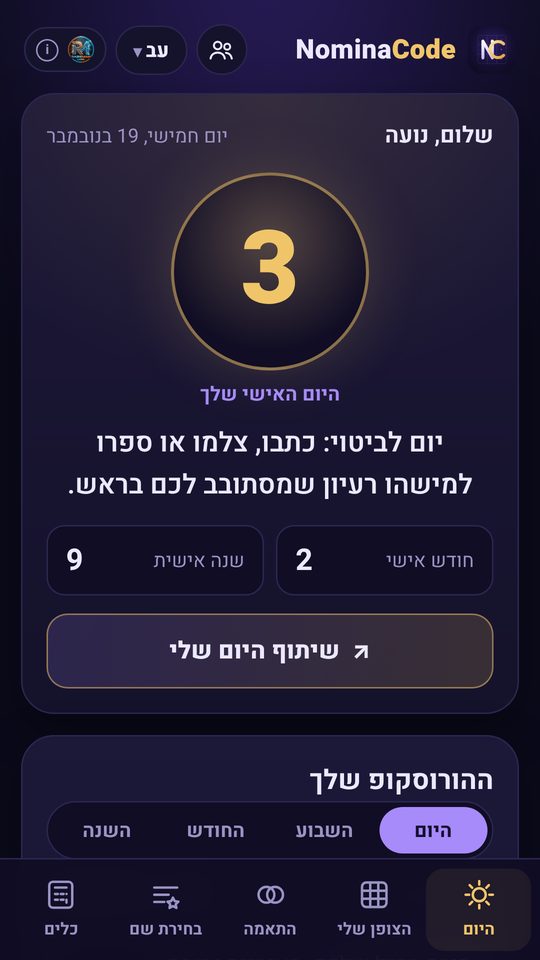 NominaCode
עב
שלום, נועה
יום חמישי, 19 בנובמבר
3
היום האישי שלך
יום לביטוי: כתבו, צלמו או ספרו
למישהו רעיון שמסתובב לכם בראש.
חודש אישי 2
שנה אישית 9
שיתוף היום שלי
ההורוסקופ שלך
היום השבוע החודש השנה
היום הצופן שלי התאמה בחירת שם כלים